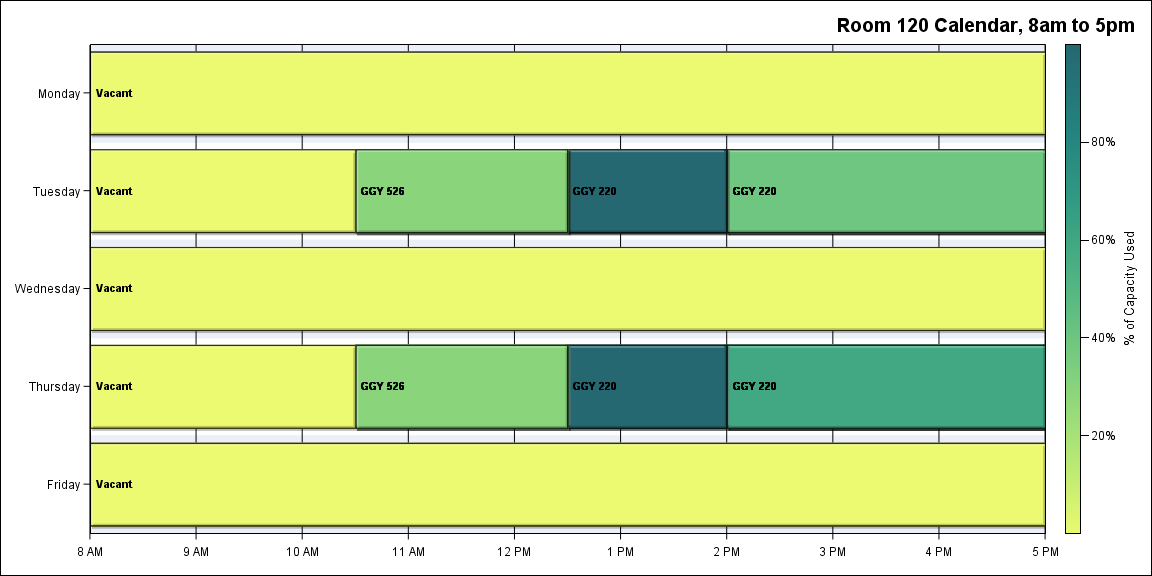 Room 120 Calendar, 8am to 5pm
Monday
Vacant
Tuesday
Vacant
GGY 526
GGY 220
GGY 220
Wednesday
Vacant
Thursday
Vacant
GGY 526
GGY 220
GGY 220
Friday
Vacant
8 AM
9 AM
10 AM
11 AM
12 PM
1 PM
2 PM
3 PM
4 PM
5 PM
80%
60%
40%
20%
% of Capacity Used